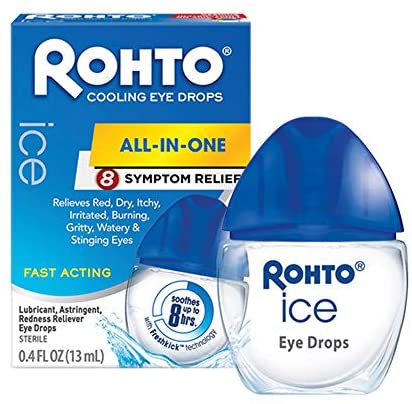 ROHTO®
COOLING EYE DROPS
ice
ALL-IN-ONE
8 SYMPTOM RELIEF
Relieves Red, Dry, Itchy,
Irritated, Burning,
Gritty, Watery &
Stinging Eyes
FAST ACTING
soothes
up to
8 hrs.
with Freshkick™ technology
Lubricant, Astringent,
Redness Reliever
Eye Drops
STERILE
0.4 FL OZ (13 mL)
ROHTO®
ice
Eye Drops